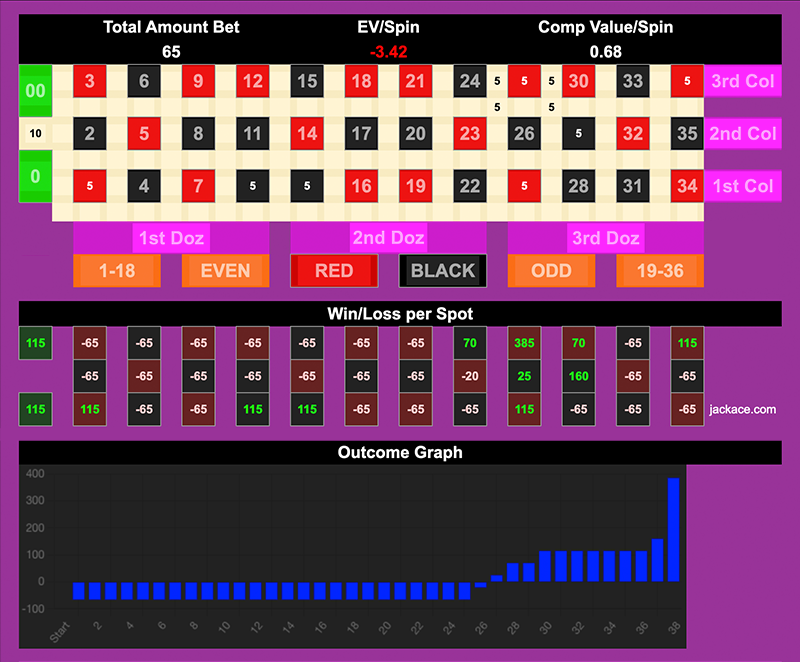 Total Amount Bet EV/Spin Comp Value/Spin
65 -3.42 0.68
00 3 6 9 12 15 18 21 24 5 5 5 30 33 5 3rd Col
5 5
10 2 5 8 11 14 17 20 23 26 5 32 35 2nd Col
0 5 4 7 5 5 16 19 22 5 28 31 34 1st Col
1st Doz 2nd Doz 3rd Doz
1-18 EVEN RED BLACK ODD 19-36
Win/Loss per Spot
115 -65 -65 -65 -65 -65 -65 -65 70 385 70 -65 115
-65 -65 -65 -65 -65 -65 -65 -20 25 160 -65 -65
115 115 -65 -65 115 115 -65 -65 -65 115 -65 -65 -65 jackace.com
Outcome Graph
400
300
200
100
0
-100
Start 2 4 6 8 10 12 14 16 18 20 22 24 26 28 30 32 34 36 38